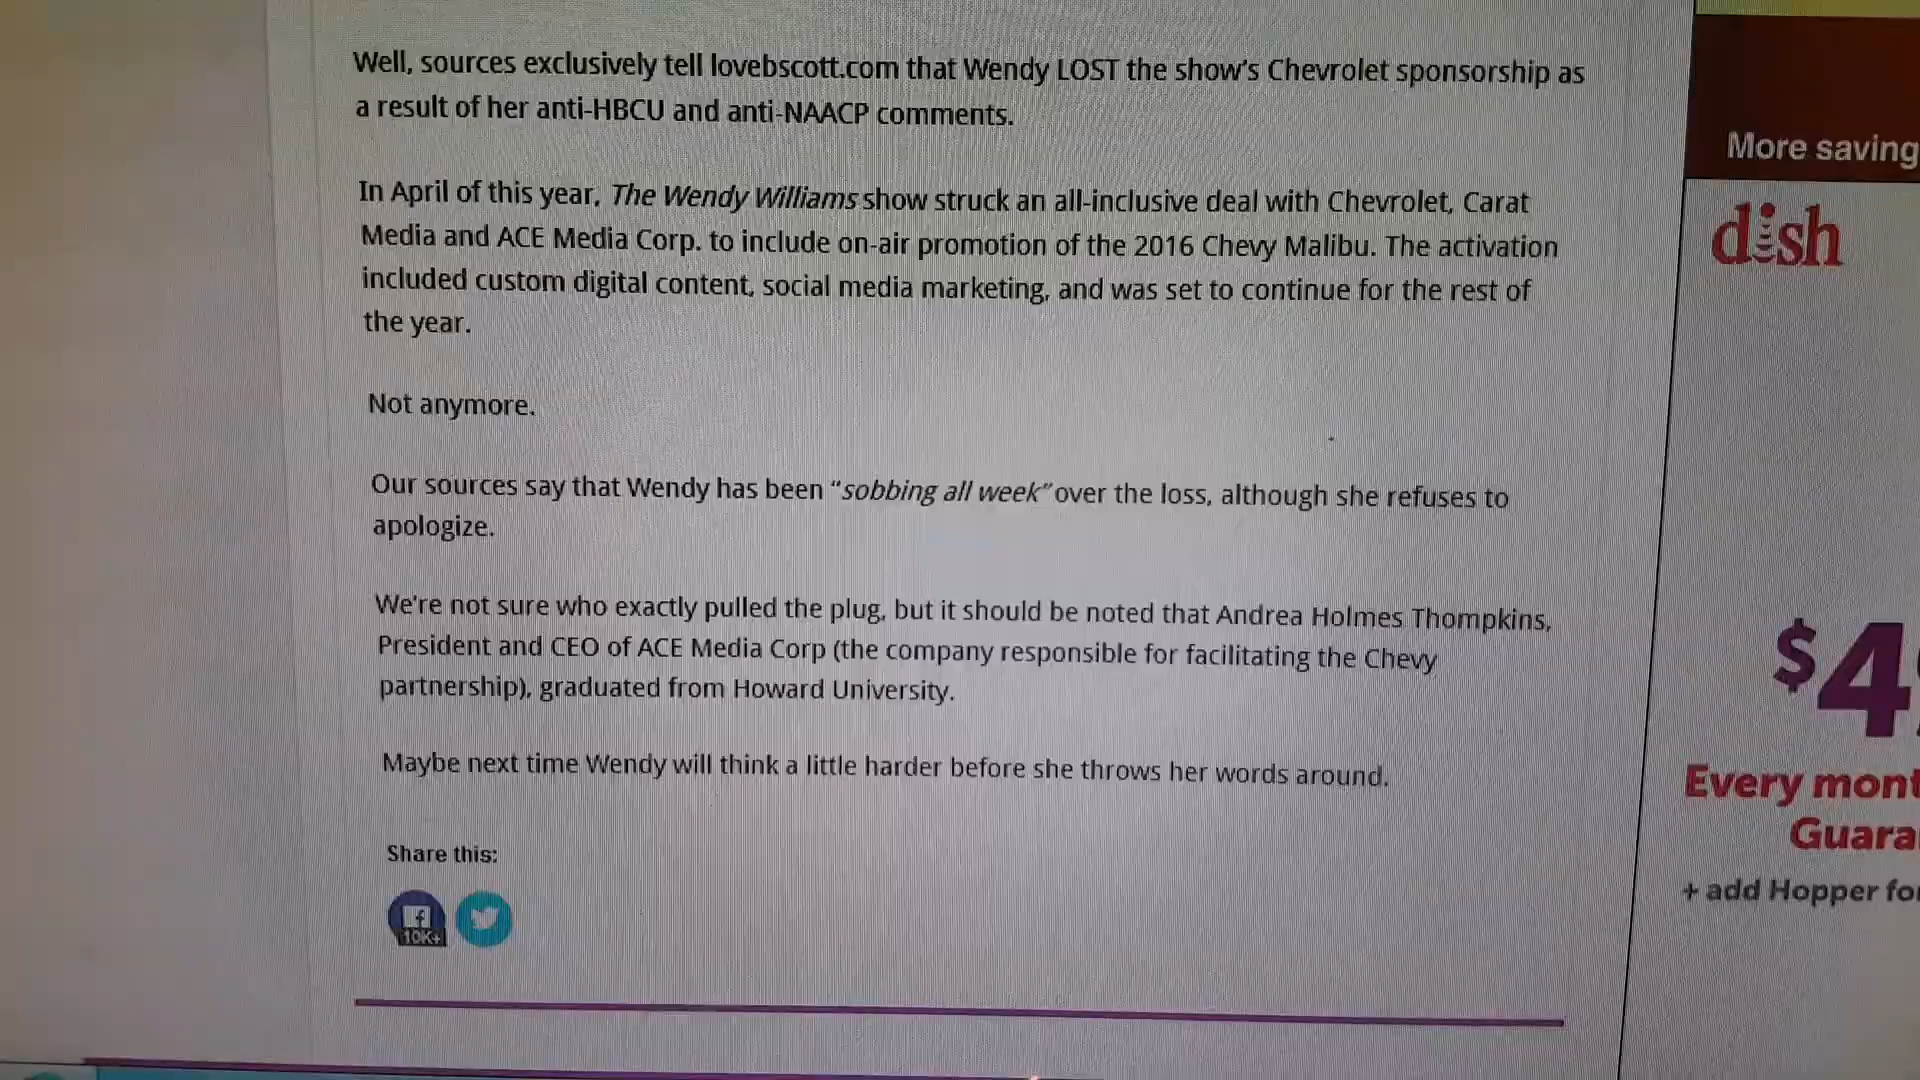 Well, sources exclusively tell lovebscott.com that Wendy LOST the show's Chevrolet sponsorship as
a result of her anti-HBCU and anti-NAACP comments.
In April of this year, The Wendy Williams show struck an all-inclusive deal with Chevrolet, Carat
Media and ACE Media Corp. to include on-air promotion of the 2016 Chevy Malibu. The activation
included custom digital content, social media marketing, and was set to continue for the rest of
the year.
Not anymore.
Our sources say that Wendy has been "sobbing all week" over the loss, although she refuses to
apologize.
We're not sure who exactly pulled the plug, but it should be noted that Andrea Holmes Thompkins,
President and CEO of ACE Media Corp (the company responsible for facilitating the Chevy
partnership), graduated from Howard University.
Maybe next time Wendy will think a little harder before she throws her words around.
Share this:
10K+
More saving
dish
$4
Every mont
Guara
+ add Hopper for